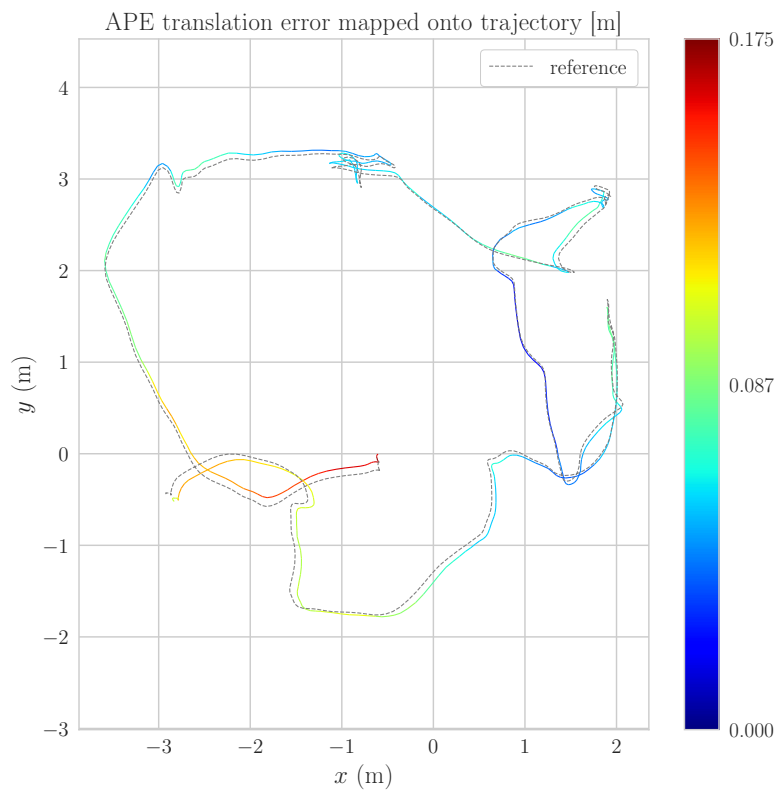 APE translation error mapped onto trajectory [m]
reference
4
3
2
1
0
−1
−2
−3
y (m)
−3 −2 −1 0 1 2
x (m)
0.175
0.087
0.000